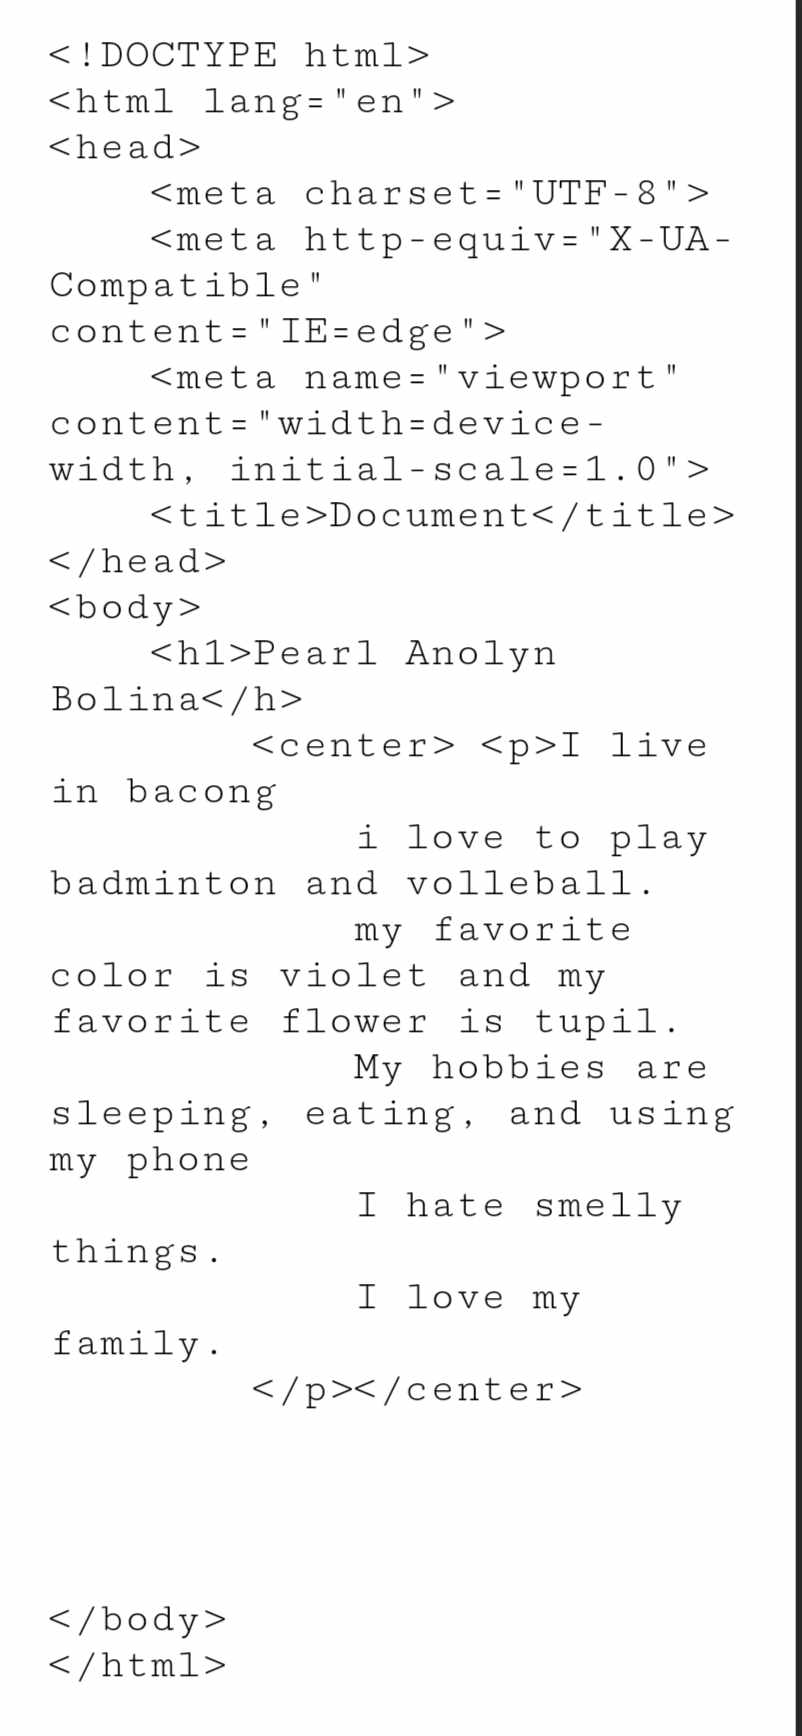 <!DOCTYPE html>
<html lang="en">
<head>
    <meta charset="UTF-8">
    <meta http-equiv="X-UA-
Compatible"
content="IE=edge">
    <meta name="viewport"
content="width=device-
width, initial-scale=1.0">
    <title>Document</title>
</head>
<body>
    <h1>Pearl Anolyn
Bolina</h>
        <center> <p>I live
in bacong
            i love to play
badminton and volleball.
            my favorite
color is violet and my
favorite flower is tupil.
            My hobbies are
sleeping, eating, and using
my phone
            I hate smelly
things.
            I love my
family.
        </p></center>
</body>
</html>